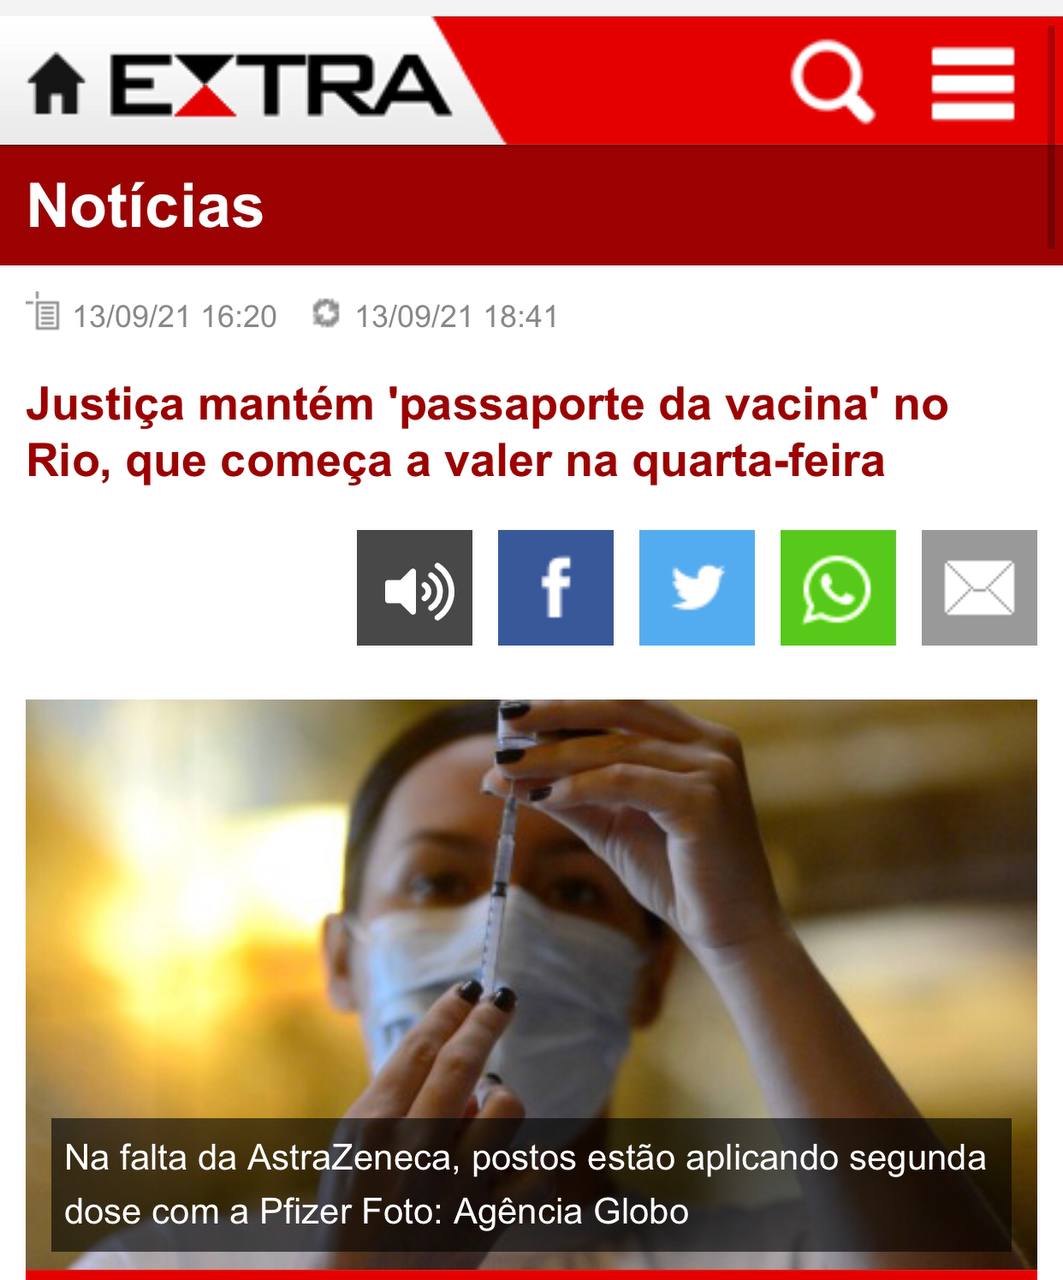 EXTRA
Notícias
13/09/21 16:20 13/09/21 18:41
Justiça mantém 'passaporte da vacina' no
Rio, que começa a valer na quarta-feira
Na falta da AstraZeneca, postos estão aplicando segunda
dose com a Pfizer Foto: Agência Globo